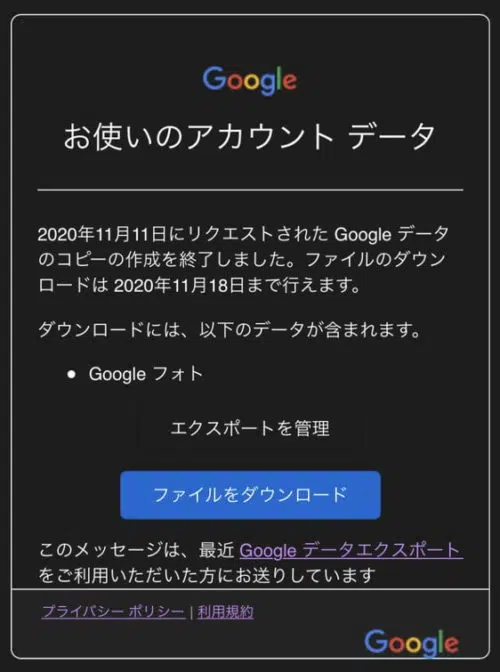 Google
お使いのアカウント データ
2020年11月11日にリクエストされた Google データ
のコピーの作成を終了しました。ファイルのダウン
ロードは 2020年11月18日まで行えます。
ダウンロードには、以下のデータが含まれます。
• Google フォト
エクスポートを管理
ファイルをダウンロード
このメッセージは、最近 Google データエクスポート
をご利用いただいた方にお送りしています
プライバシー ポリシー | 利用規約
Google